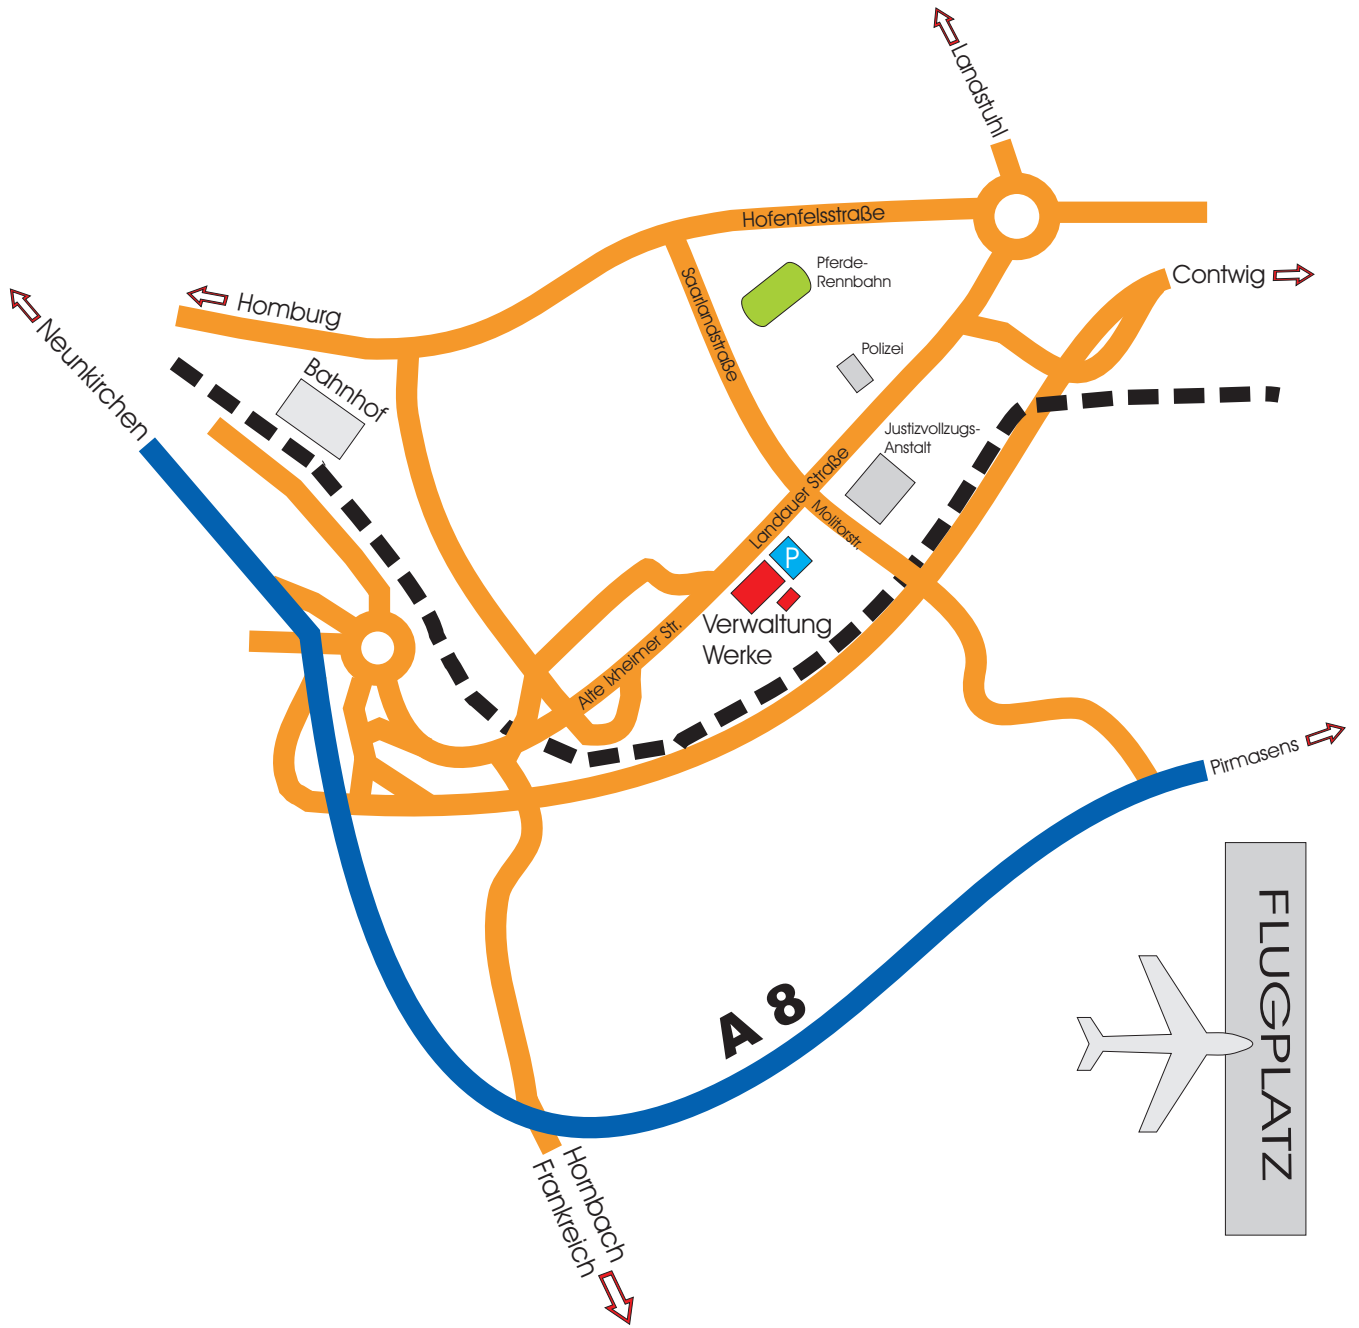 Landstuhl
Hofenfelsstraße
Pferde-
Rennbahn
Contwig
Homburg
Saarlandstraße
Neunkirchen
Polizei
Bahnhof
Justizvollzugs-
Anstalt
Landauer Straße
Molitorstr.
P
Verwaltung
Werke
Alte Ixheimer Str.
Pirmasens
FLUGPLATZ
A 8
Hornbach
Frankreich